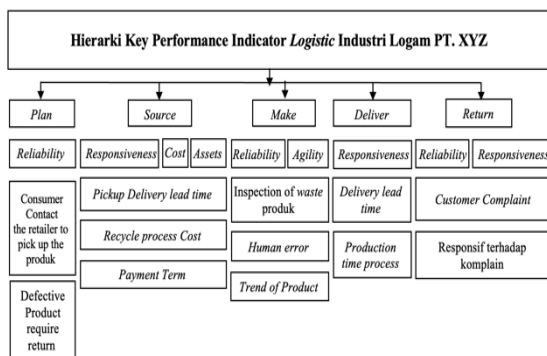 Hierarki Key Performance Indicator Logistic Industri Logam PT. XYZ
Plan
Source
Make
Deliver
Return
Reliability
Responsiveness
Cost
Assets
Reliability
Agility
Responsiveness
Reliability
Responsiveness
Consumer
Contact
the retailer to
pick up the
produk
Defective
Product
require
return
Pickup Delivery lead time
Recycle process Cost
Payment Term
Inspection of waste
produk
Human error
Trend of Product
Delivery lead
time
Production
time process
Customer Complaint
Responsif terhadap
komplain